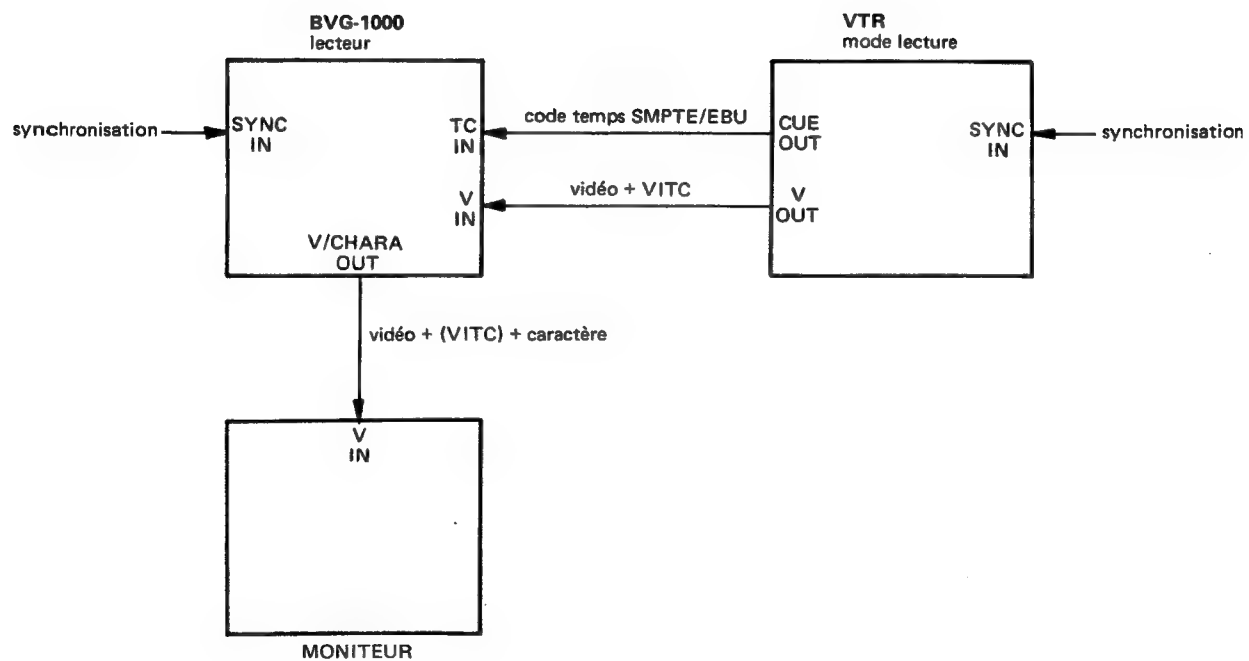 BVG-1000
lecteur
VTR
mode lecture
synchronisation
SYNC
IN
TC
IN
code temps SMPTE/EBU
CUE
OUT
SYNC
IN
synchronisation
V
IN
vidéo + VITC
V
OUT
V/CHARA
OUT
vidéo + (VITC) + caractère
V
IN
MONITEUR